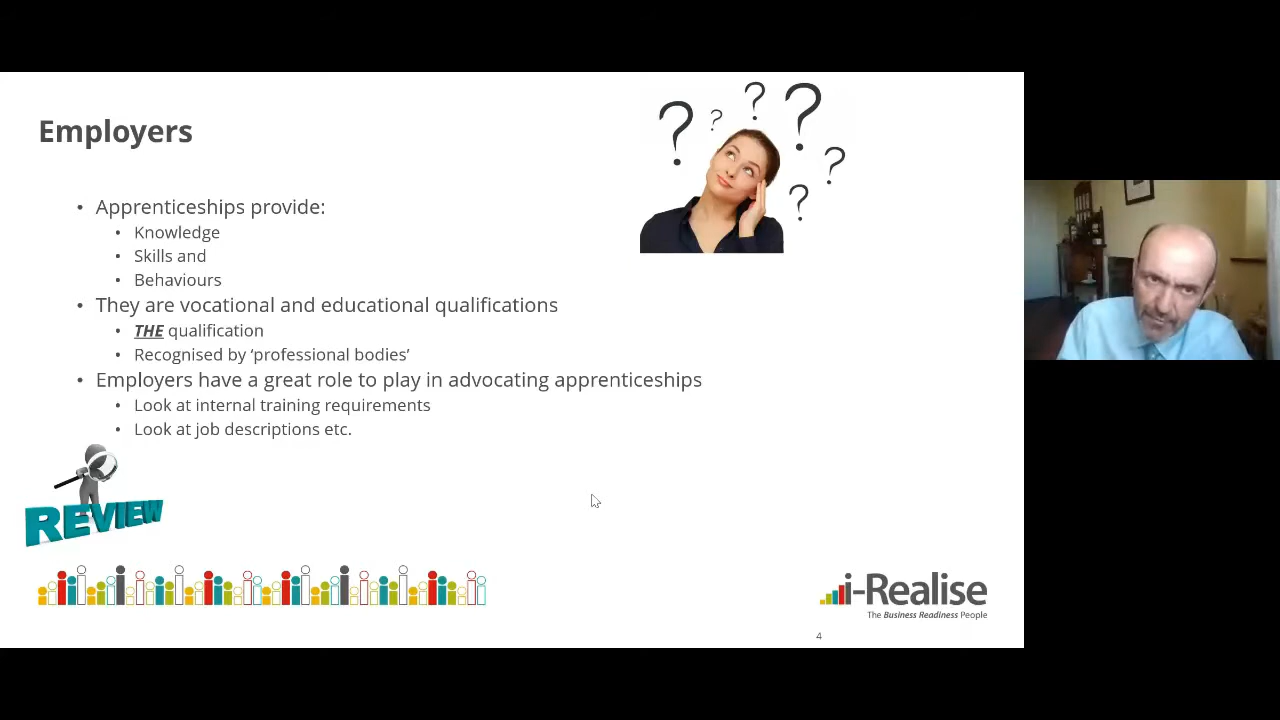 Employers
• Apprenticeships provide:
• Knowledge
• Skills and
• Behaviours
• They are vocational and educational qualifications
• THE qualification
• Recognised by ‘professional bodies’
• Employers have a great role to play in advocating apprenticeships
• Look at internal training requirements
• Look at job descriptions etc.
? ? ? ? ? ?
REVIEW
i-Realise
The Business Readiness People
4